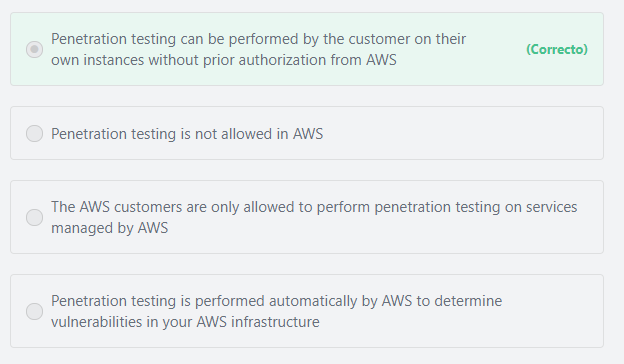 Penetration testing can be performed by the customer on their
own instances without prior authorization from AWS
(Correcto)
Penetration testing is not allowed in AWS
The AWS customers are only allowed to perform penetration testing on services
managed by AWS
Penetration testing is performed automatically by AWS to determine
vulnerabilities in your AWS infrastructure